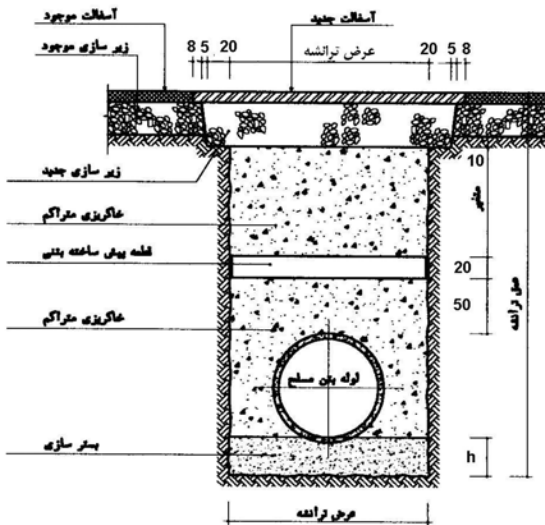 آسفالت موجود
آسفالت جدید
زیر سازی موجود
8 5 20
عرض ترانشه
20 5 8
زیر سازی جدید
10
متغیر
خاکریزی متراکم
قطعه پیش ساخته بتنی
20
50
عمق ترانشه
خاکریزی متراکم
لوله بتن مسلح
بستر سازی
h
عرض ترانشه